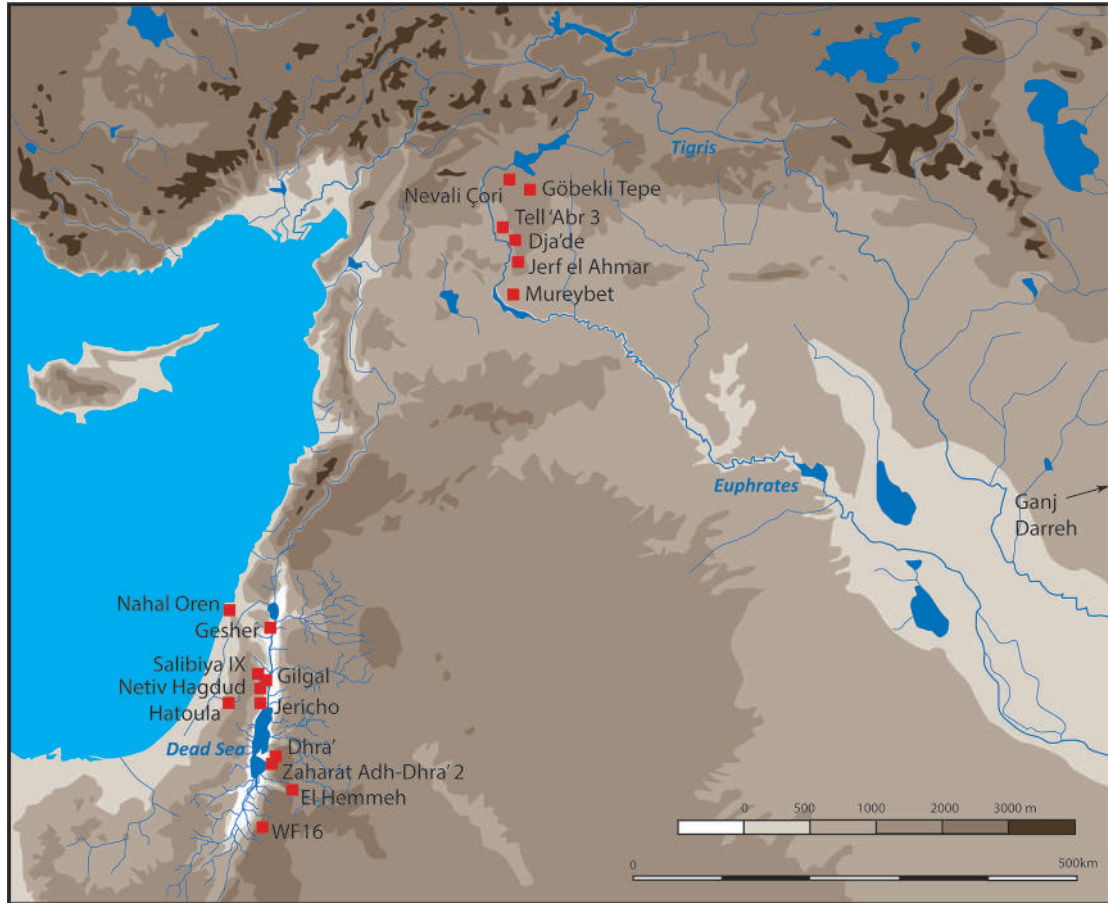 Tigris
Nevali Çori
Göbekli Tepe
Tell ‘Abr 3
Dja’de
Jerf el Ahmar
Mureybet
Euphrates
Ganj
Darreh
Nahal Oren
Gesher
Salibiya IX
Gilgal
Netiv Hagdud
Hatoula
Jericho
Dead Sea
Dhra’
Zaharat Adh-Dhra’ 2
El Hemmeh
WF16
0 500 1000 2000 3000 m
0 500km